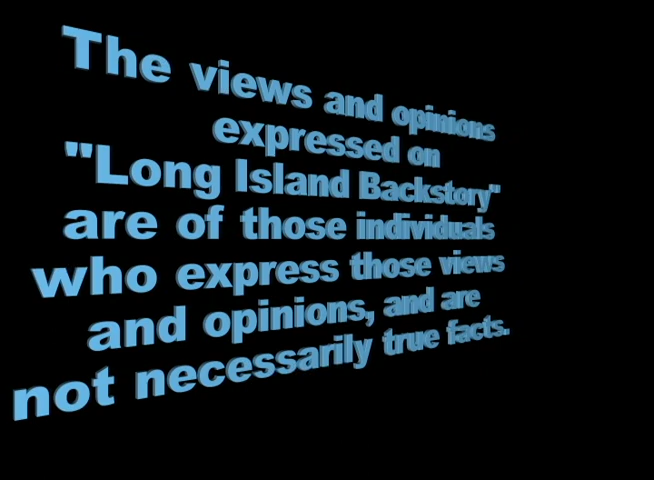 The views and opinions
expressed on
"Long Island Backstory"
are of those individuals
who express those views
and opinions, and are
not necessarily true facts.